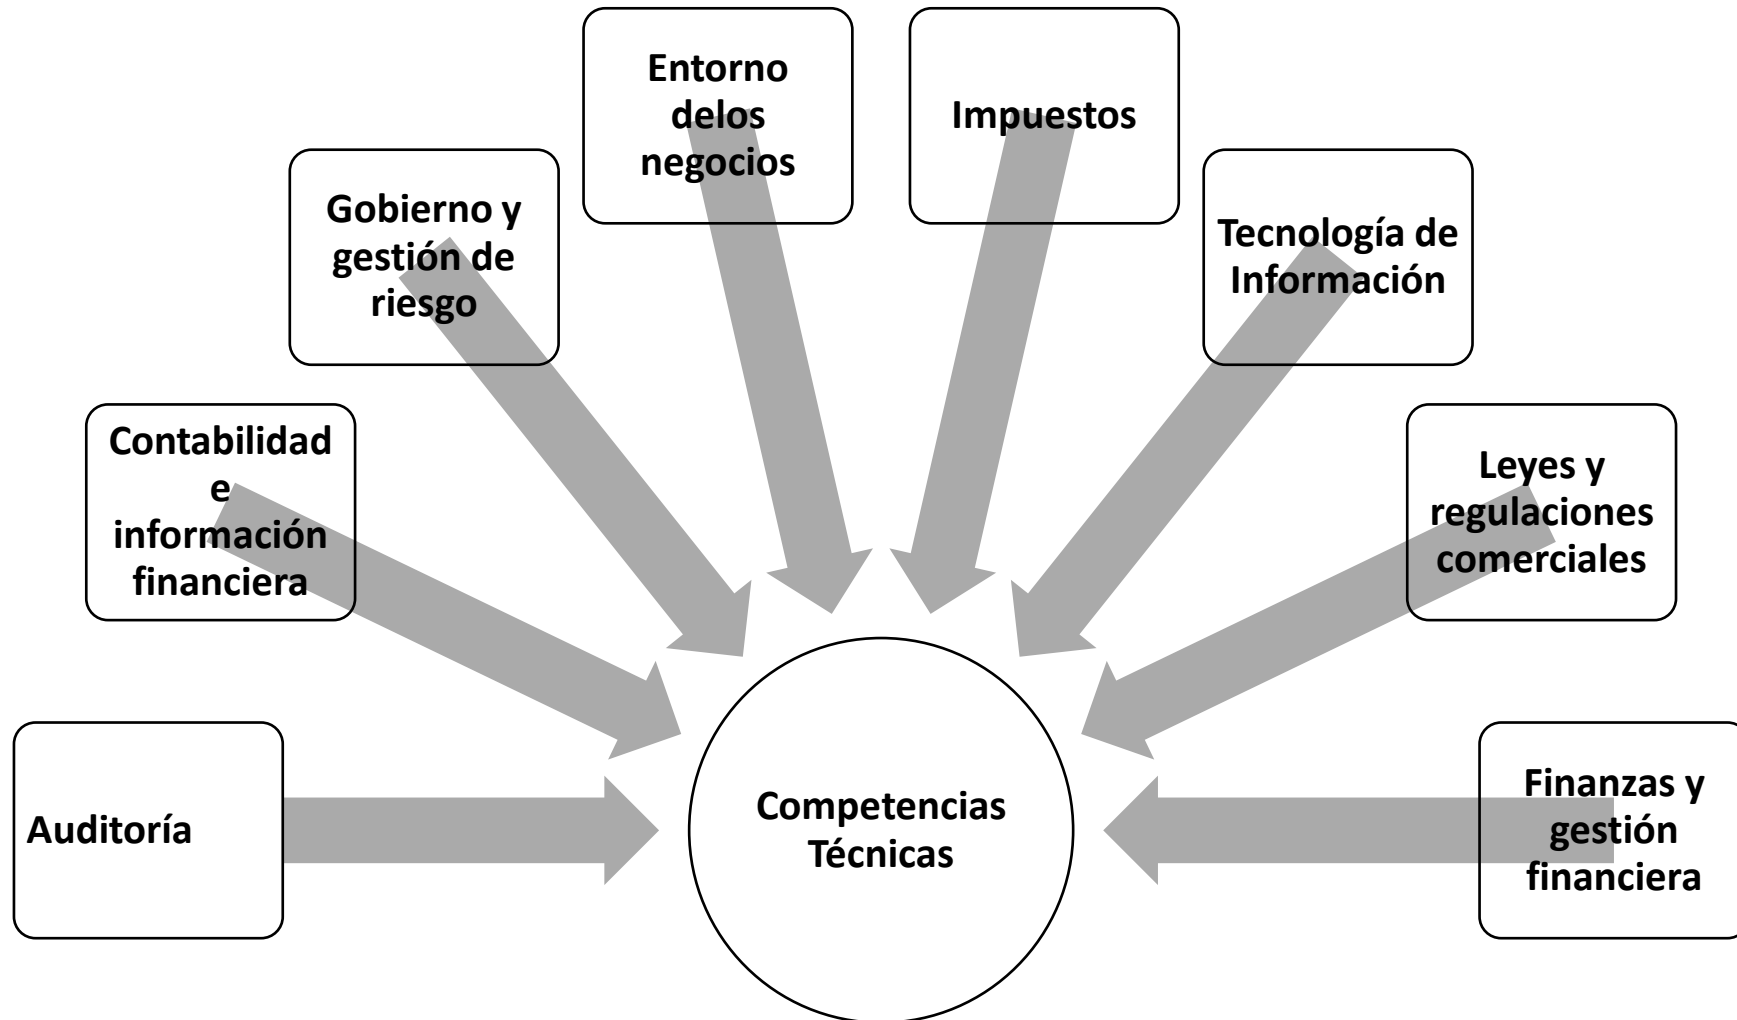 Entorno
delos
negocios
Impuestos
Gobierno y
gestión de
riesgo
Tecnología de
Información
Contabilidad
e
información
financiera
Leyes y
regulaciones
comerciales
Auditoría
Competencias
Técnicas
Finanzas y
gestión
financiera